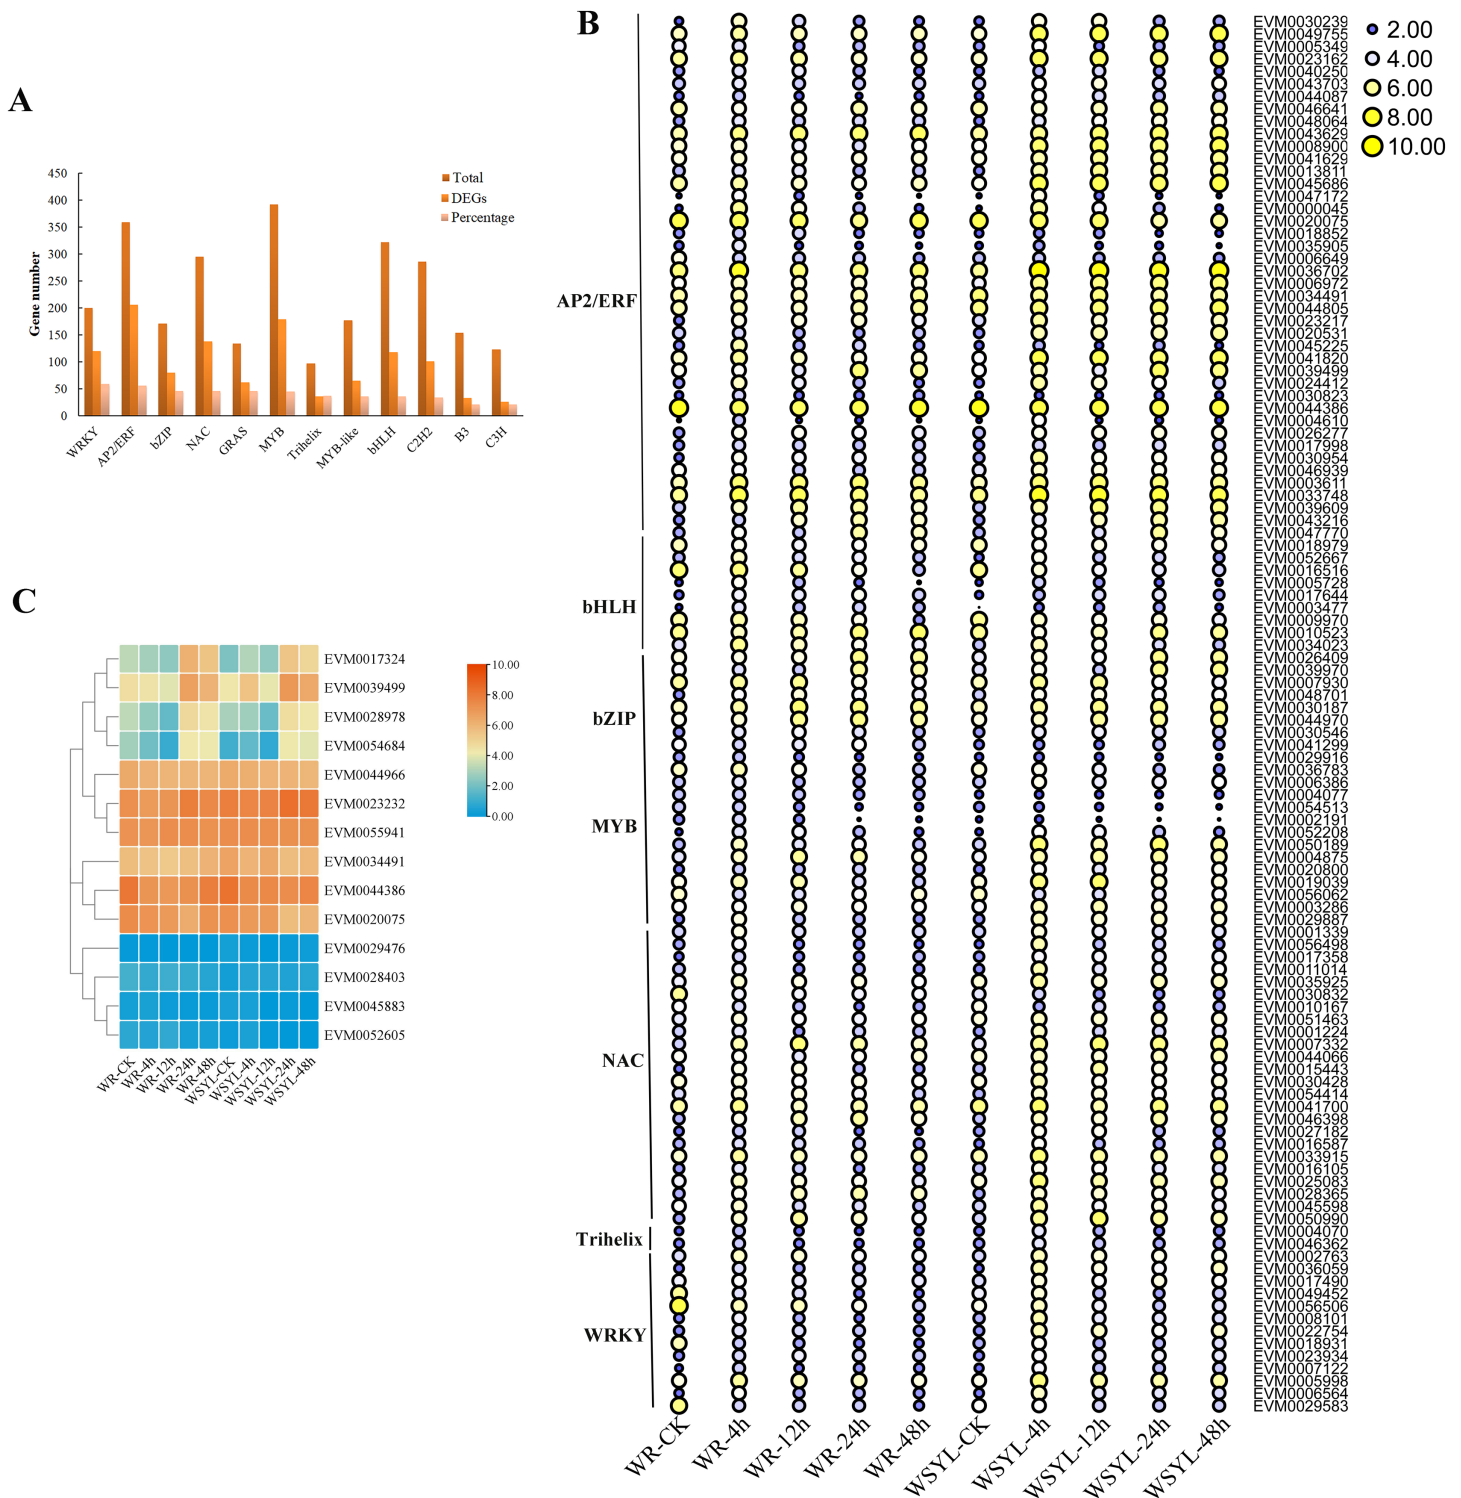 A
450
400
350
300
250
200
150
100
50
0
Gene number
Total
DEGs
Percentage
WRKY
AP2/ERF
bZIP
NAC
GRAS
MYB
Trihelix
MYB-like
bHLH
C2H2
B3
C3H
B
AP2/ERF
bHLH
bZIP
MYB
NAC
Trihelix
WRKY
EVM0030239
EVM0049755
EVM0005349
EVM0023162
EVM0040250
EVM0043703
EVM0044087
EVM0046641
EVM0048064
EVM0043629
EVM0008900
EVM0041629
EVM0013811
EVM0045686
EVM0047172
EVM0000045
EVM0020075
EVM0018852
EVM0035905
EVM0006649
EVM0036702
EVM0006972
EVM0034491
EVM0044805
EVM0023217
EVM0020531
EVM0045225
EVM0041820
EVM0039499
EVM0024412
EVM0030823
EVM0044386
EVM0004610
EVM0026277
EVM0017998
EVM0030954
EVM0046939
EVM0003611
EVM0033748
EVM0039609
EVM0043216
EVM0047770
EVM0018979
EVM0052667
EVM0016516
EVM0005728
EVM0017644
EVM0003477
EVM0009970
EVM0010523
EVM0034023
EVM0026409
EVM0039970
EVM0007930
EVM0048701
EVM0030187
EVM0044970
EVM0030546
EVM0041299
EVM0029916
EVM0036783
EVM0006386
EVM0004077
EVM0054513
EVM0002191
EVM0052208
EVM0050189
EVM0004875
EVM0020800
EVM0019039
EVM0056062
EVM0003286
EVM0029887
EVM0001339
EVM0056498
EVM0017358
EVM0011014
EVM0035925
EVM0030832
EVM0010167
EVM0051463
EVM0001224
EVM0007332
EVM0044066
EVM0015443
EVM0030428
EVM0054414
EVM0041700
EVM0046398
EVM0027182
EVM0016587
EVM0033915
EVM0016105
EVM0025083
EVM0028365
EVM0045598
EVM0050990
EVM0004070
EVM0046362
EVM0002763
EVM0036059
EVM0017490
EVM0049452
EVM0056506
EVM0008101
EVM0022754
EVM0018931
EVM0023934
EVM0007122
EVM0005998
EVM0006564
EVM0029583
WR-CK
WR-4h
WR-12h
WR-24h
WR-48h
WSYL-CK
WSYL-4h
WSYL-12h
WSYL-24h
WSYL-48h
2.00
4.00
6.00
8.00
10.00
C
EVM0017324
EVM0039499
EVM0028978
EVM0054684
EVM0044966
EVM0023232
EVM0055941
EVM0034491
EVM0044386
EVM0020075
EVM0029476
EVM0028403
EVM0045883
EVM0052605
WR-CK
WR-4h
WR-12h
WR-24h
WR-48h
WSYL-CK
WSYL-4h
WSYL-12h
WSYL-24h
WSYL-48h
10.00
8.00
6.00
4.00
2.00
0.00